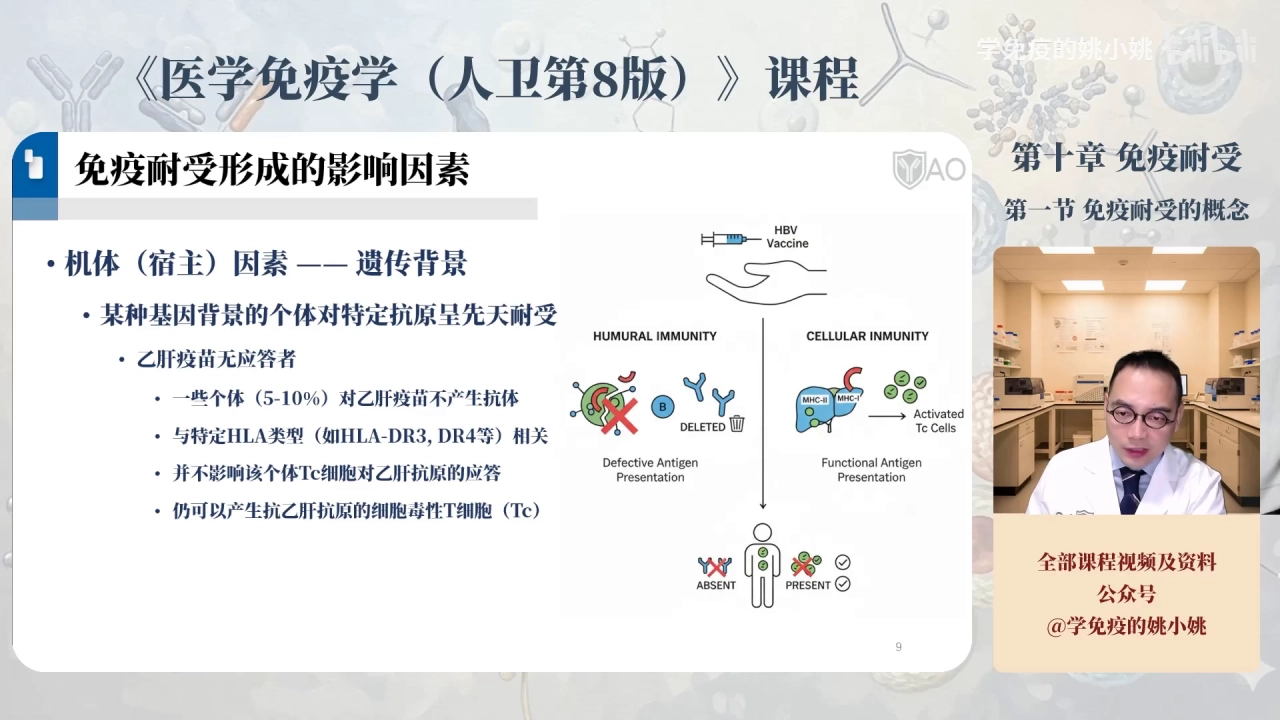 学免疫的姚小姚 bilibili
《医学免疫学（人卫第8版）》课程
免疫耐受形成的影响因素
YAO
• 机体（宿主）因素 —— 遗传背景
• 某种基因背景的个体对特定抗原呈先天耐受
• 乙肝疫苗无应答者
• 一些个体（5-10%）对乙肝疫苗不产生抗体
• 与特定HLA类型（如HLA-DR3, DR4等）相关
• 并不影响该个体Tc细胞对乙肝抗原的应答
• 仍可以产生抗乙肝抗原的细胞毒性T细胞（Tc）
HBV
Vaccine
HUMURAL IMMUNITY
B
DELETED
Defective Antigen
Presentation
CELLULAR INMUNITY
MHC-II
MHC-I
Activated
Tc Cells
Functional Antigen
Presentation
ABSENT
PRESENT
9
第十章 免疫耐受
第一节 免疫耐受的概念
全部课程视频及资料
公众号
@学免疫的姚小姚